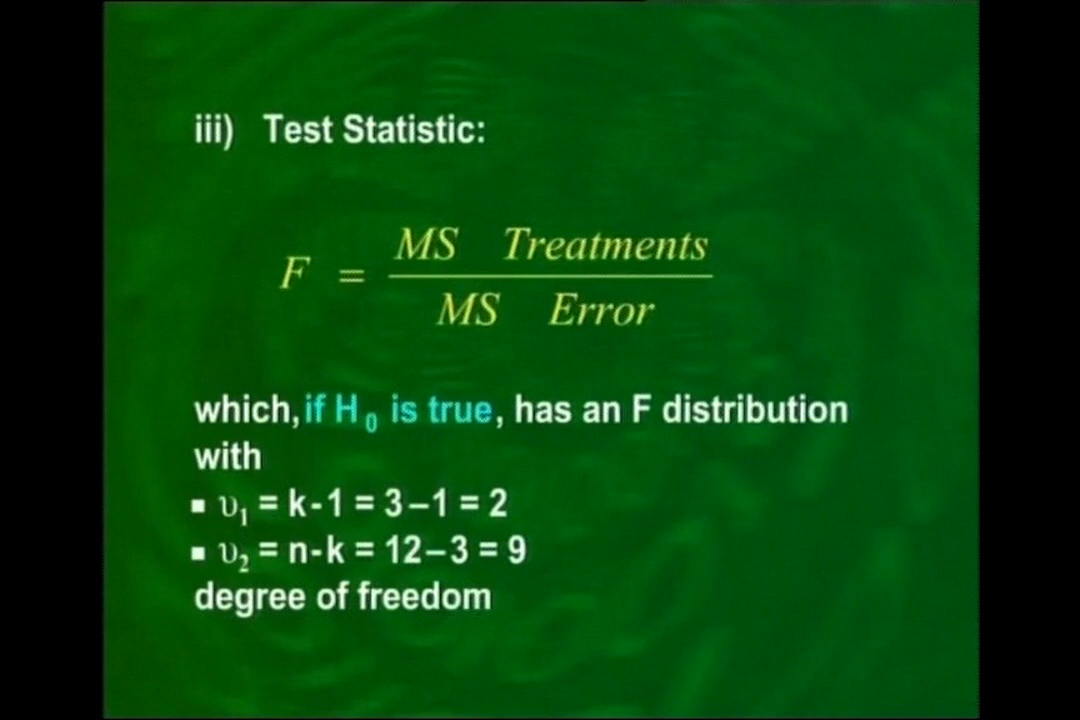 iii) Test Statistic:
F = MS Treatments
MS Error
which, if H₀ is true, has an F distribution
with
▪ υ₁ = k-1 = 3–1 = 2
▪ υ₂ = n-k = 12–3 = 9
degree of freedom